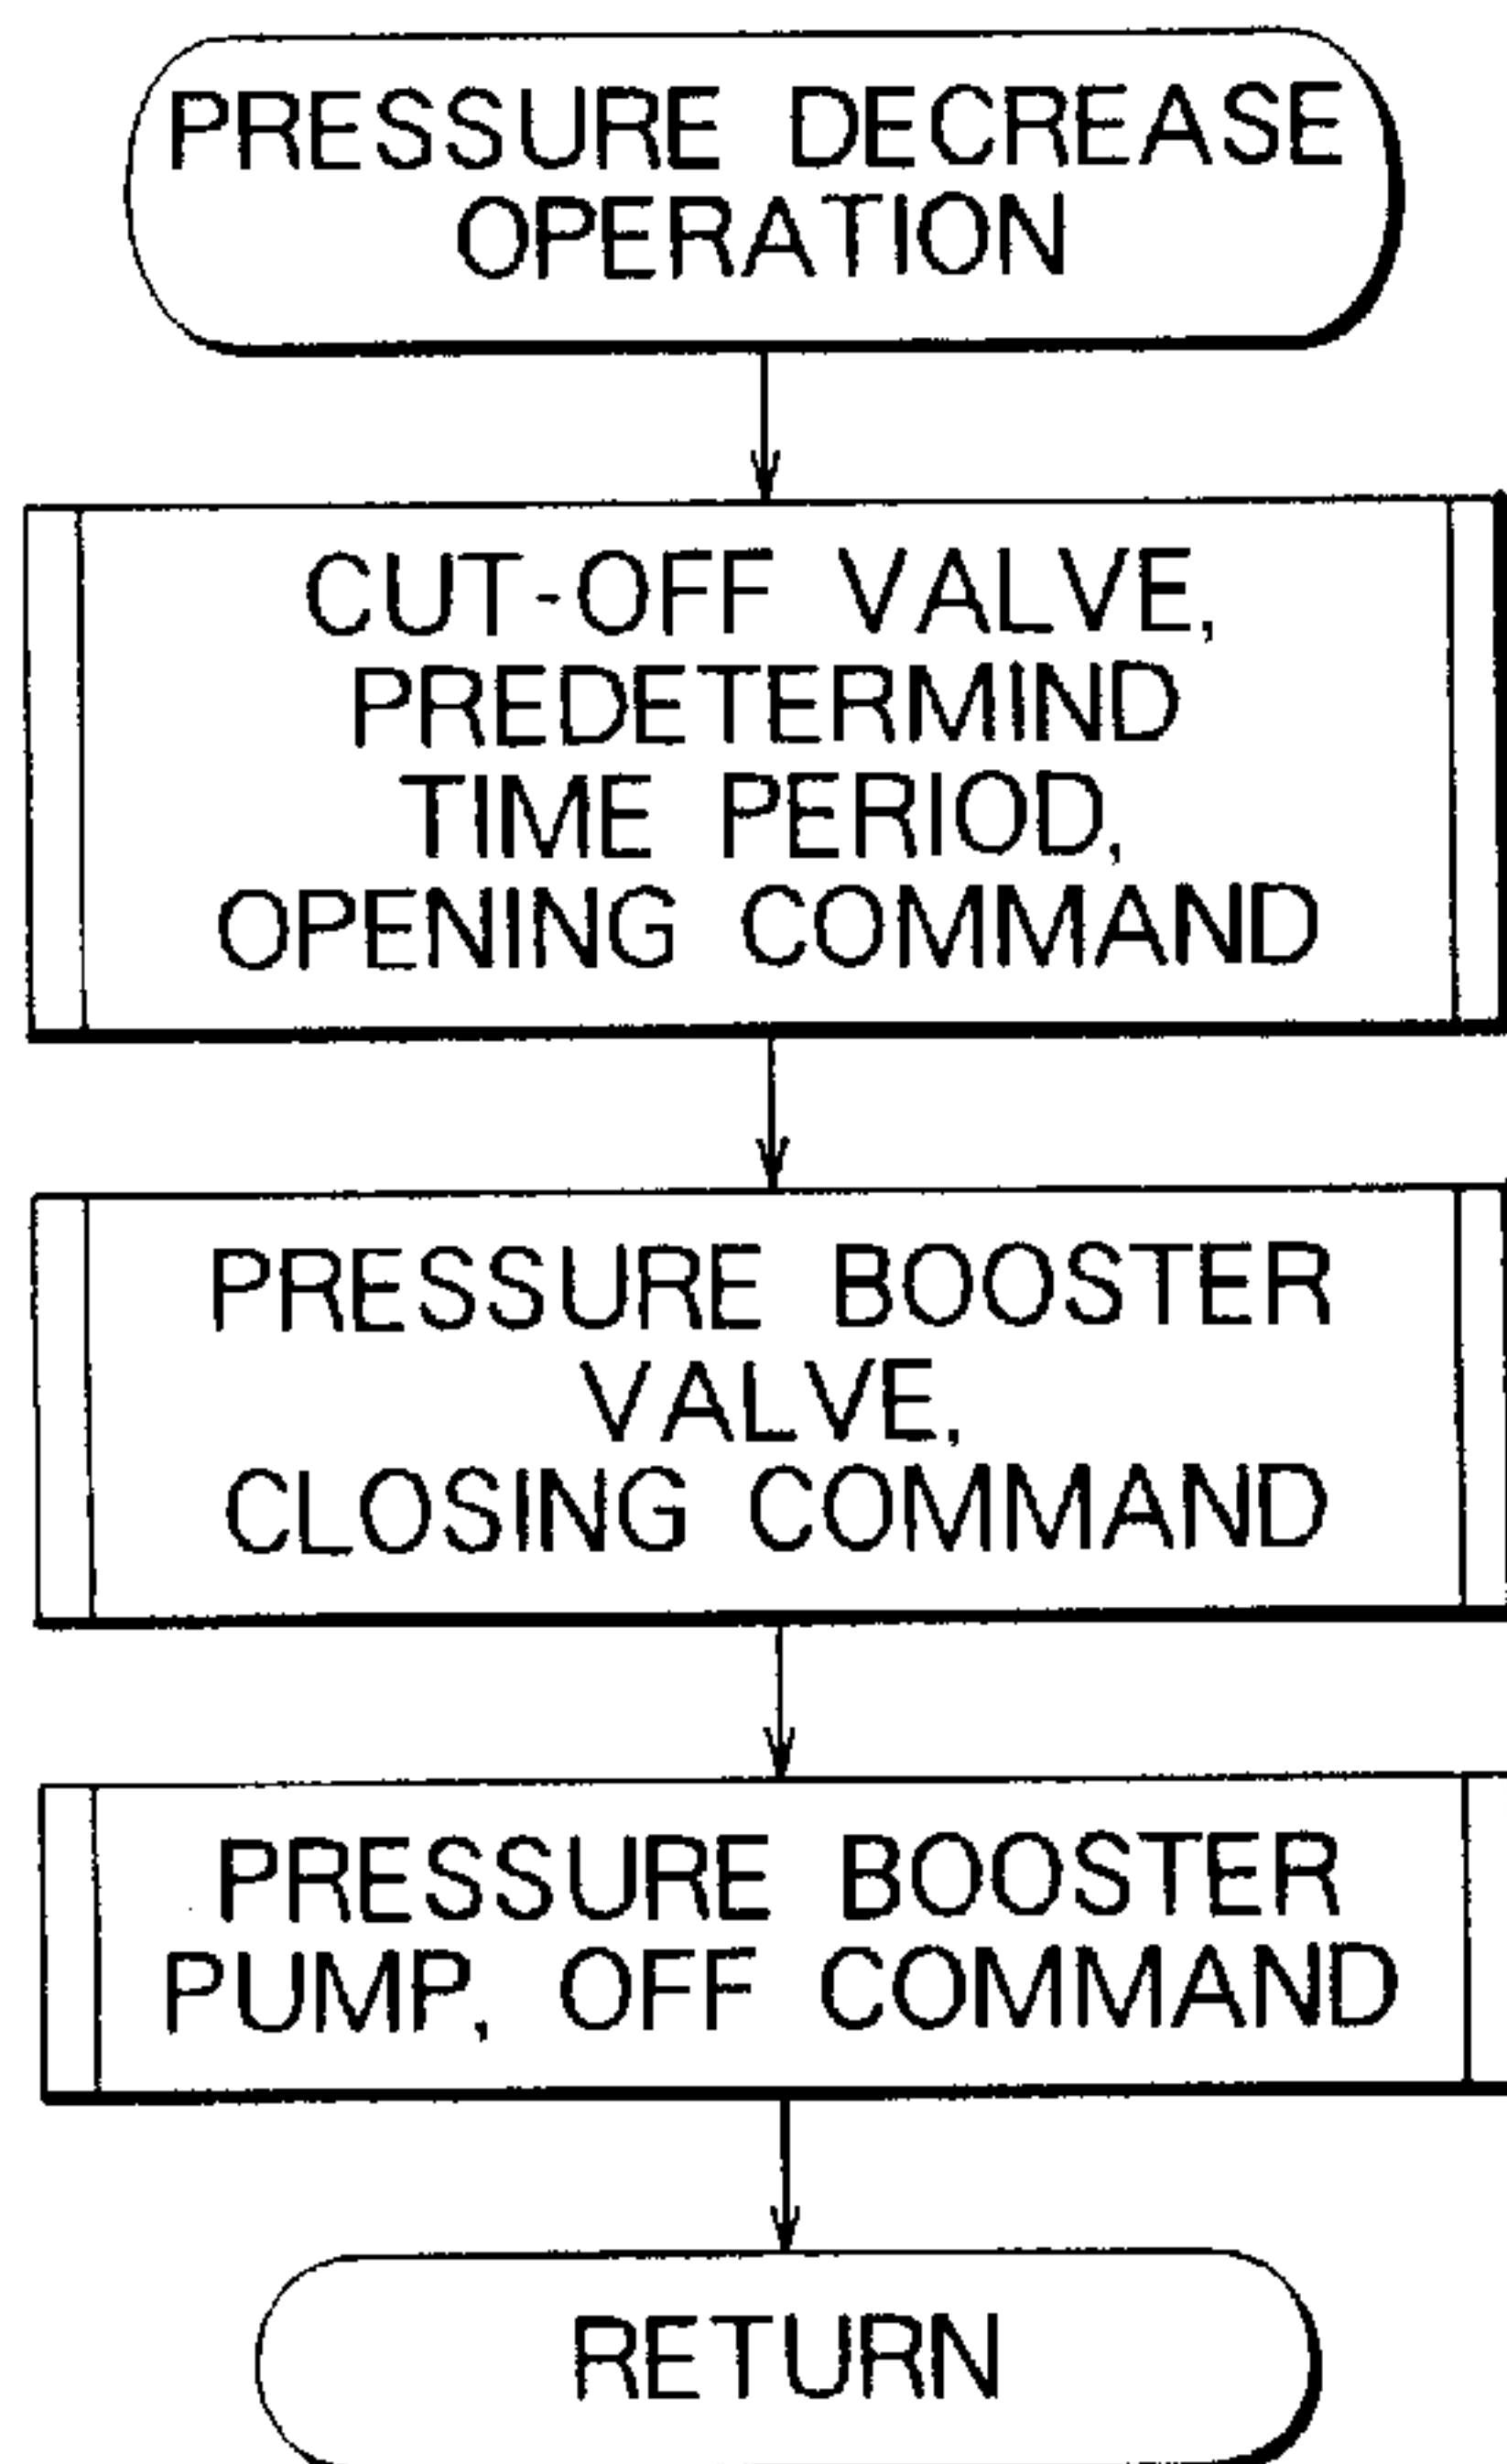 PRESSURE DECREASE
OPERATION
CUT-OFF VALVE,
PREDETERMIND
TIME PERIOD,
OPENING COMMAND
PRESSURE BOOSTER
VALVE,
CLOSING COMMAND
PRESSURE BOOSTER
PUMP, OFF COMMAND
RETURN